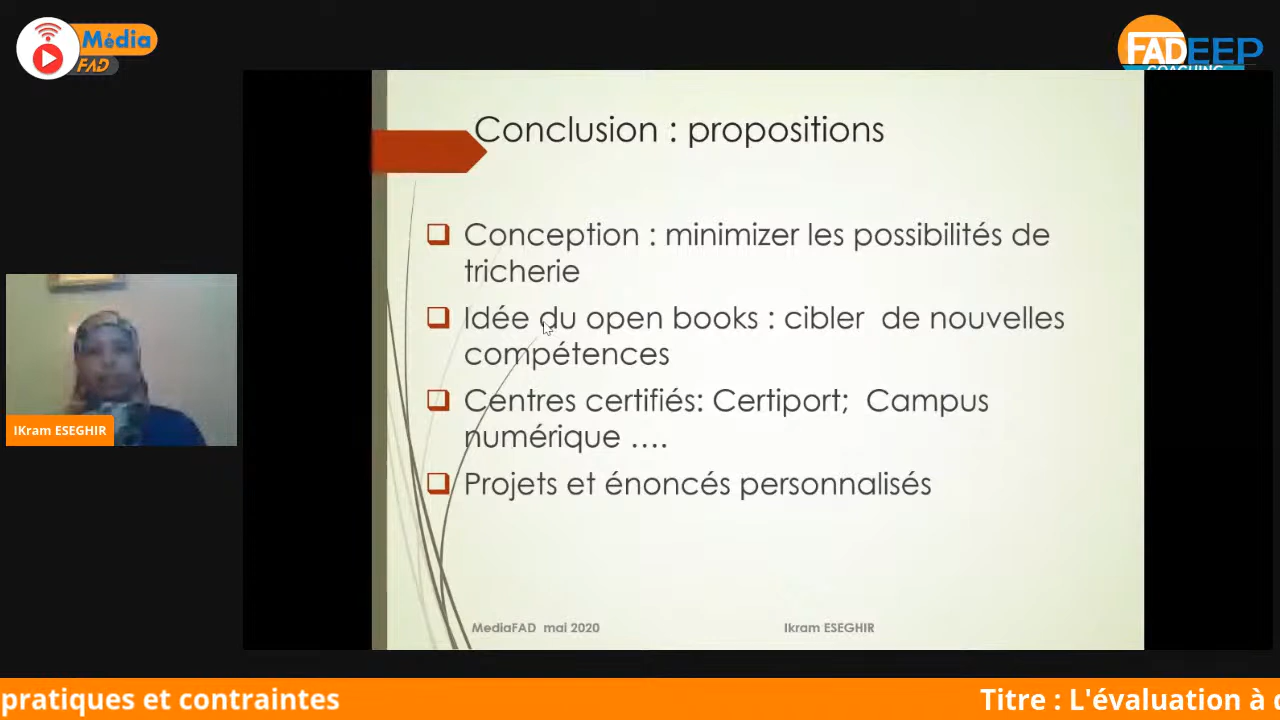 Média
FAD
FADEEP
COACHING
Conclusion : propositions
Conception : minimizer les possibilités de
tricherie
Idée du open books : cibler de nouvelles
compétences
Centres certifiés: Certiport; Campus
numérique ....
Projets et énoncés personnalisés
IKram ESEGHIR
MediaFAD mai 2020
Ikram ESEGHIR
pratiques et contraintes
Titre : L'évaluation à